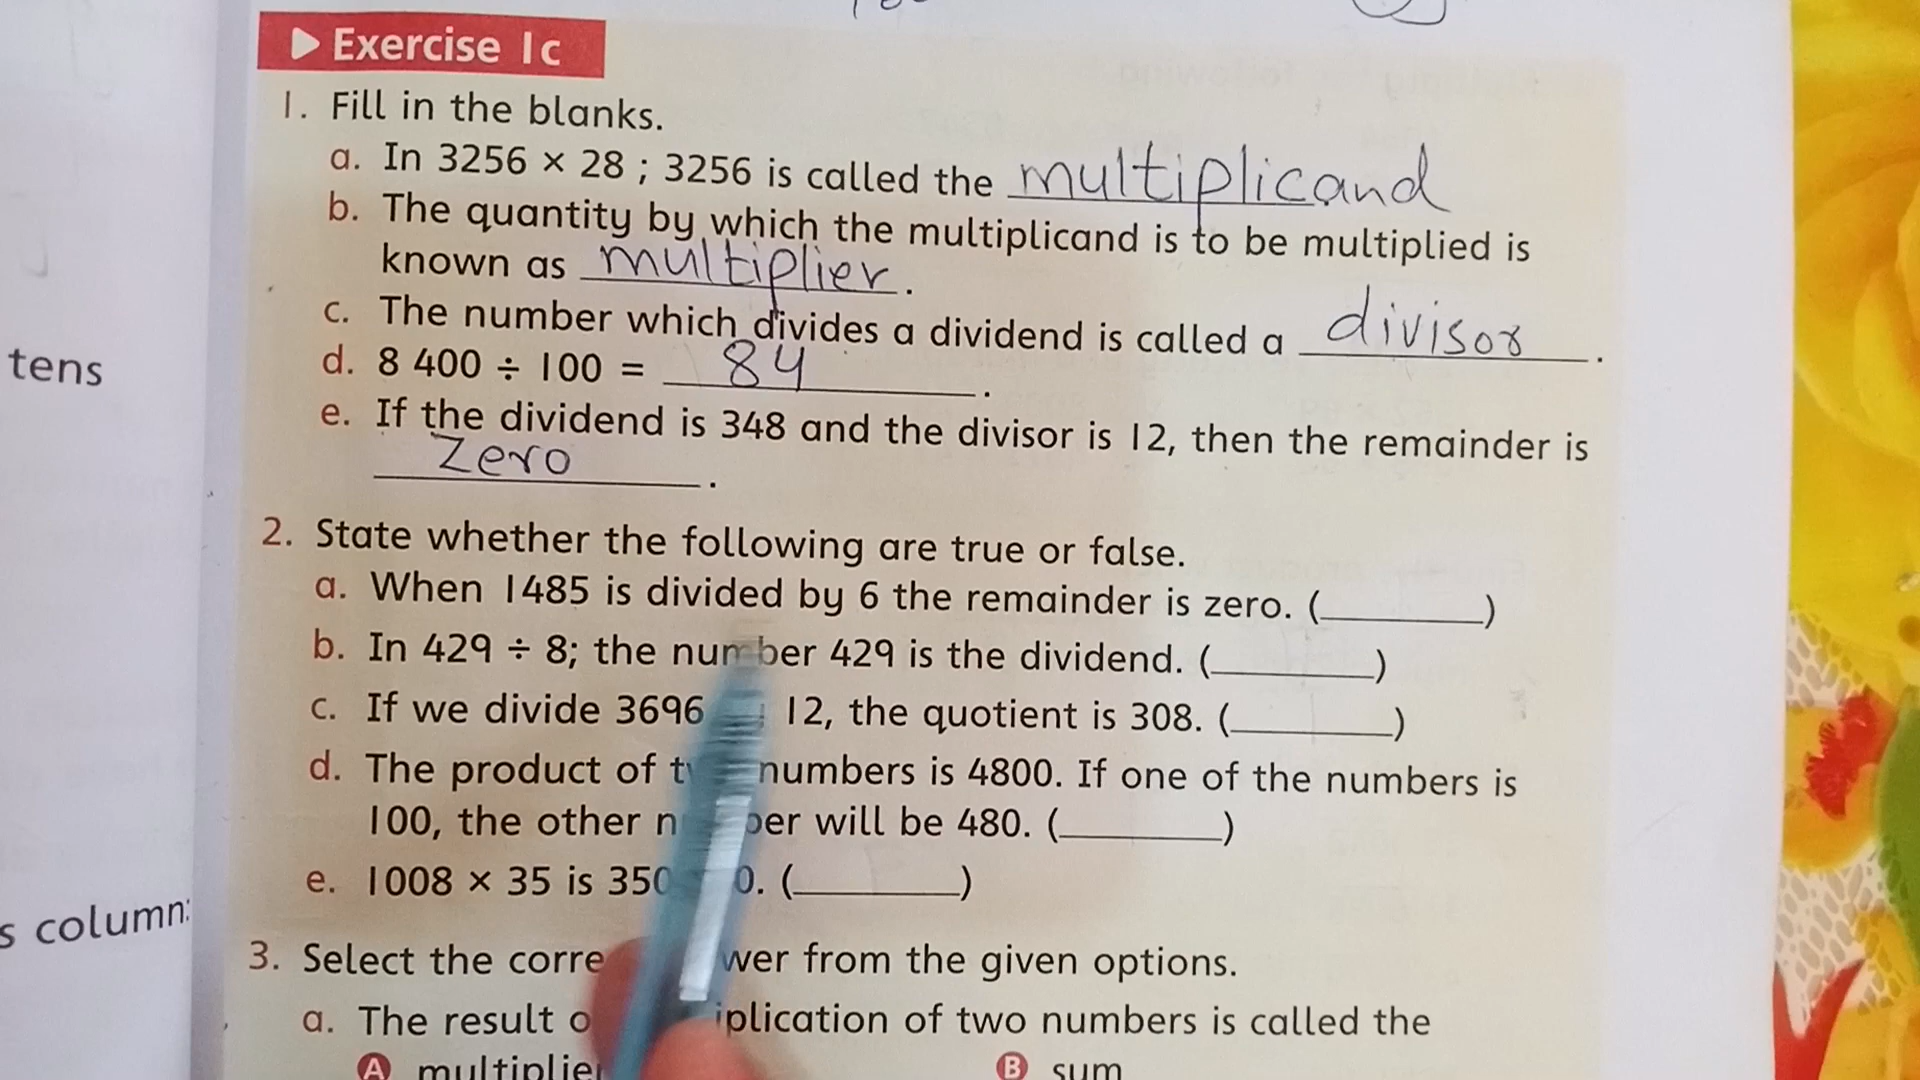 Exercise 1c
1. Fill in the blanks.
a. In 3256 × 28 ; 3256 is called the multiplicand
b. The quantity by which the multiplicand is to be multiplied is
known as multiplier.
c. The number which divides a dividend is called a divisor.
d. 8 400 ÷ 100 = 84.
e. If the dividend is 348 and the divisor is 12, then the remainder is
Zero.
2. State whether the following are true or false.
a. When 1485 is divided by 6 the remainder is zero. (________)
b. In 429 ÷ 8; the number 429 is the dividend. (________)
c. If we divide 3696 12, the quotient is 308. (________)
d. The product of numbers is 4800. If one of the numbers is
100, the other will be 480. (________)
e. 1008 × 35 is (________)
3. Select the from the given options.
a. The result of two numbers is called the
A B sum
tens
s column: